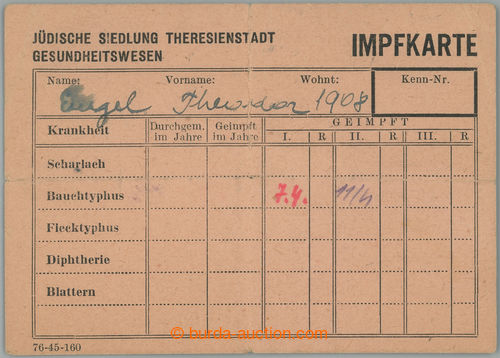 JÜDISCHE SIEDLUNG THERESIENSTADT
GESUNDHEITSWESEN
IMPFKARTE
Name: Vorname: Wohnt: Kenn-Nr.
Engel Theodor 1908
Krankheit Durchgem. im Jahre Geimpft im Jahre GEIMPFT
I. R II. R III. R
Scharlach
Bauchtyphus 7.4. 11/4
Flecktyphus
Diphtherie
Blattern
76-45-160
© burda-auction.com